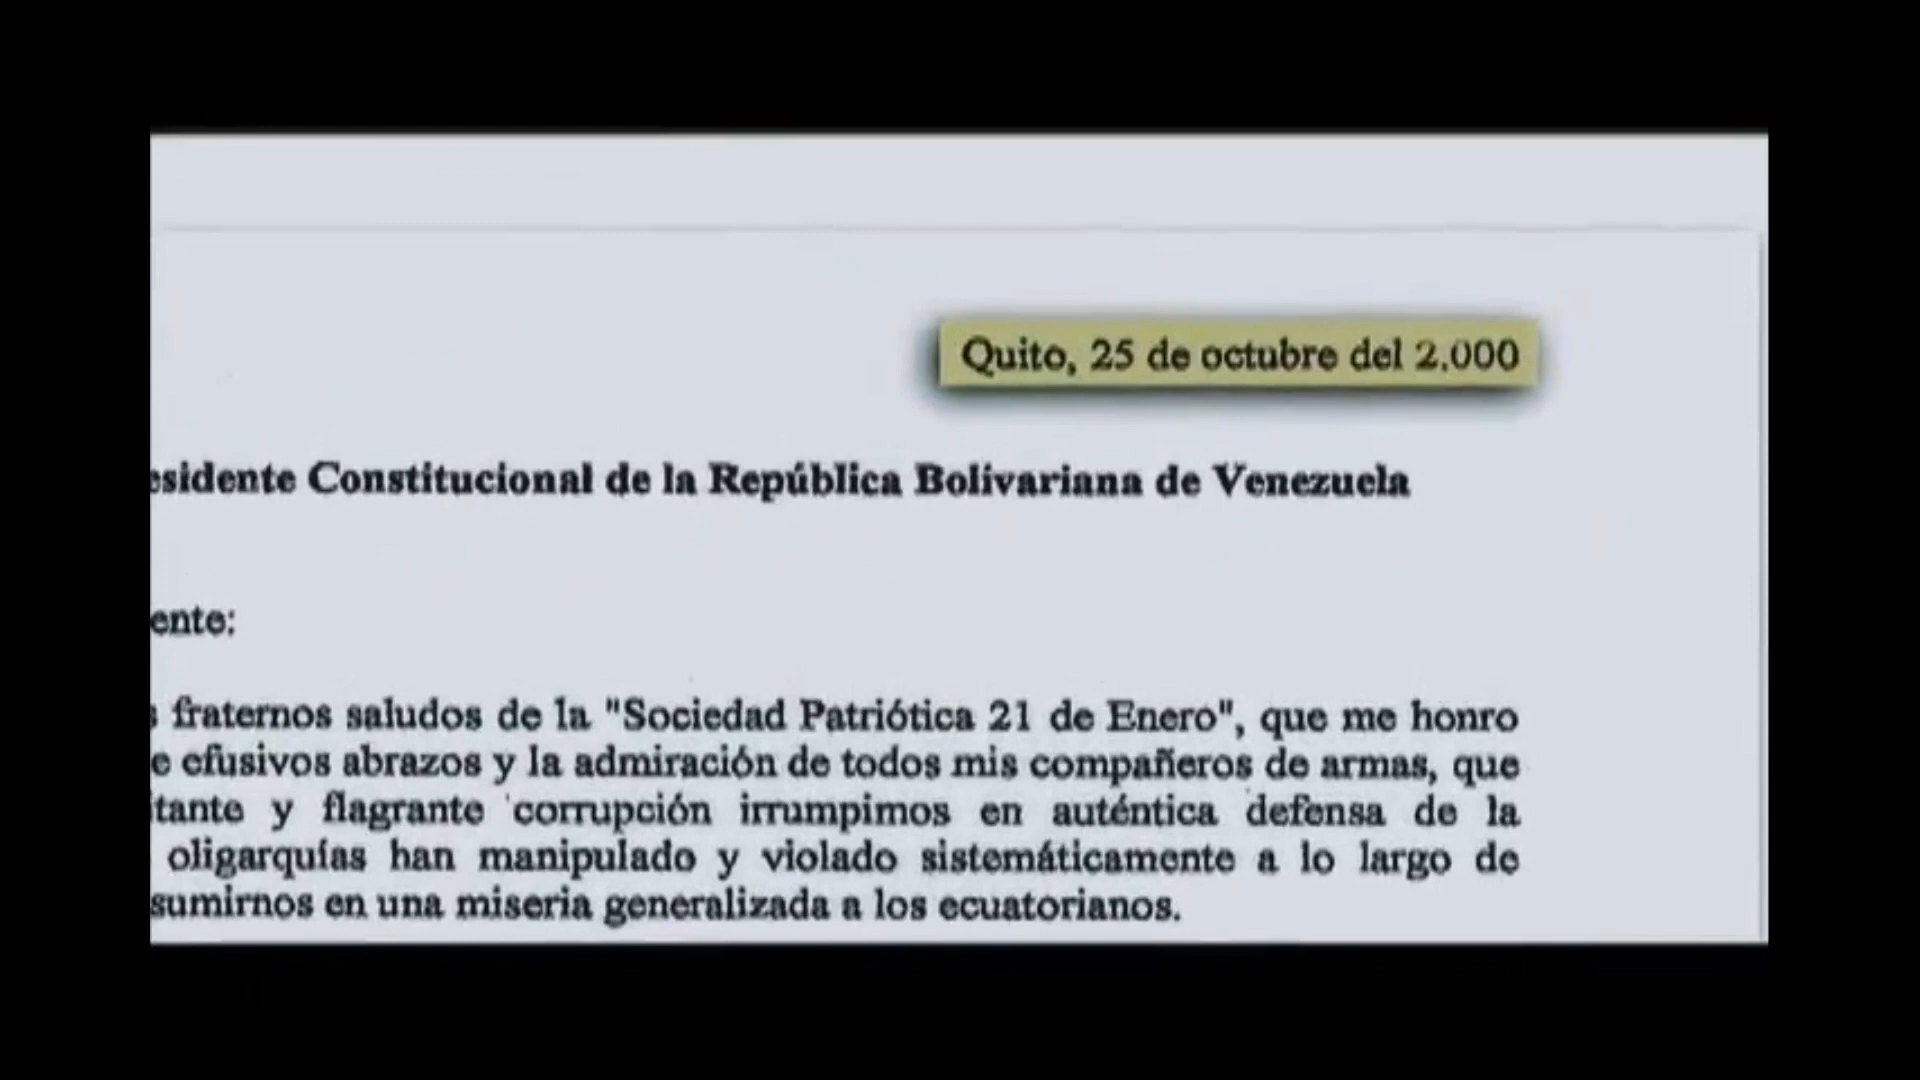 Quito, 25 de octubre del 2.000
esidente Constitucional de la República Bolivariana de Venezuela
ente:
s fraternos saludos de la "Sociedad Patriótica 21 de Enero", que me honro
e efusivos abrazos y la admiración de todos mis compañeros de armas, que
tante y flagrante corrupción irrumpimos en auténtica defensa de la
oligarquías han manipulado y violado sistemáticamente a lo largo de
sumirnos en una miseria generalizada a los ecuatorianos.